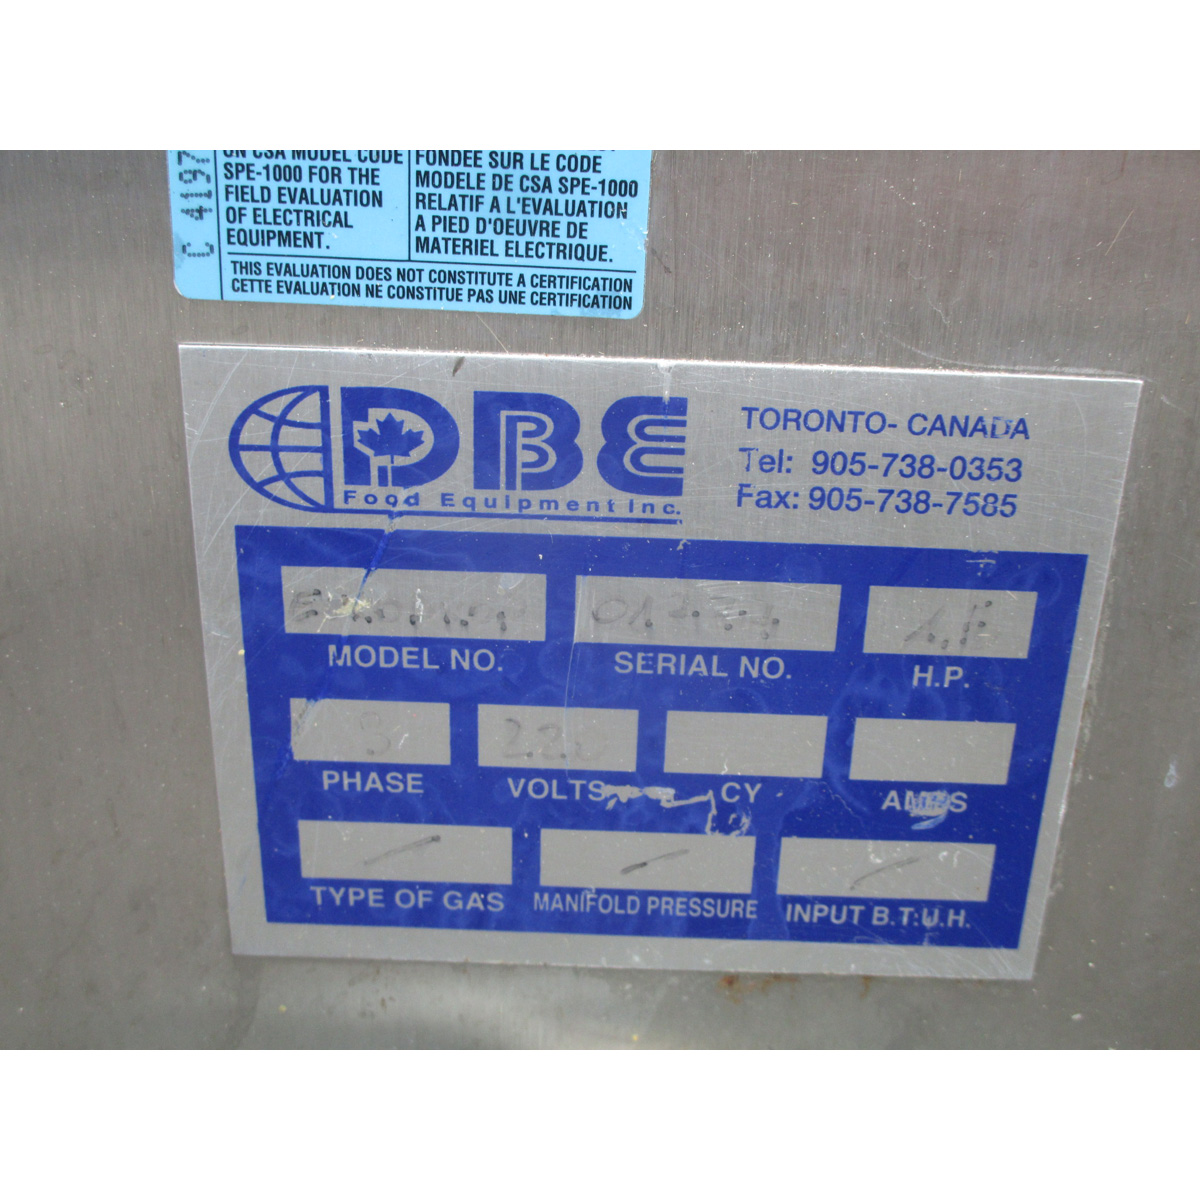 C 4197
ON CSA MODEL CODE
SPE-1000 FOR THE
FIELD EVALUATION
OF ELECTRICAL
EQUIPMENT.
FONDEE SUR LE CODE
MODELE DE CSA SPE-1000
RELATIF A L'EVALUATION
A PIED D'OEUVRE DE
MATERIEL ELECTRIQUE.
THIS EVALUATION DOES NOT CONSTITUTE A CERTIFICATION
CETTE EVALUATION NE CONSTITUE PAS UNE CERTIFICATION
DBE
Food Equipment Inc.
TORONTO- CANADA
Tel: 905-738-0353
Fax: 905-738-7585
MODEL NO.
SERIAL NO.
H.P.
3
220
PHASE
VOLTS
CY
AMPS
TYPE OF GAS
MANIFOLD PRESSURE
INPUT B.T.U.H.